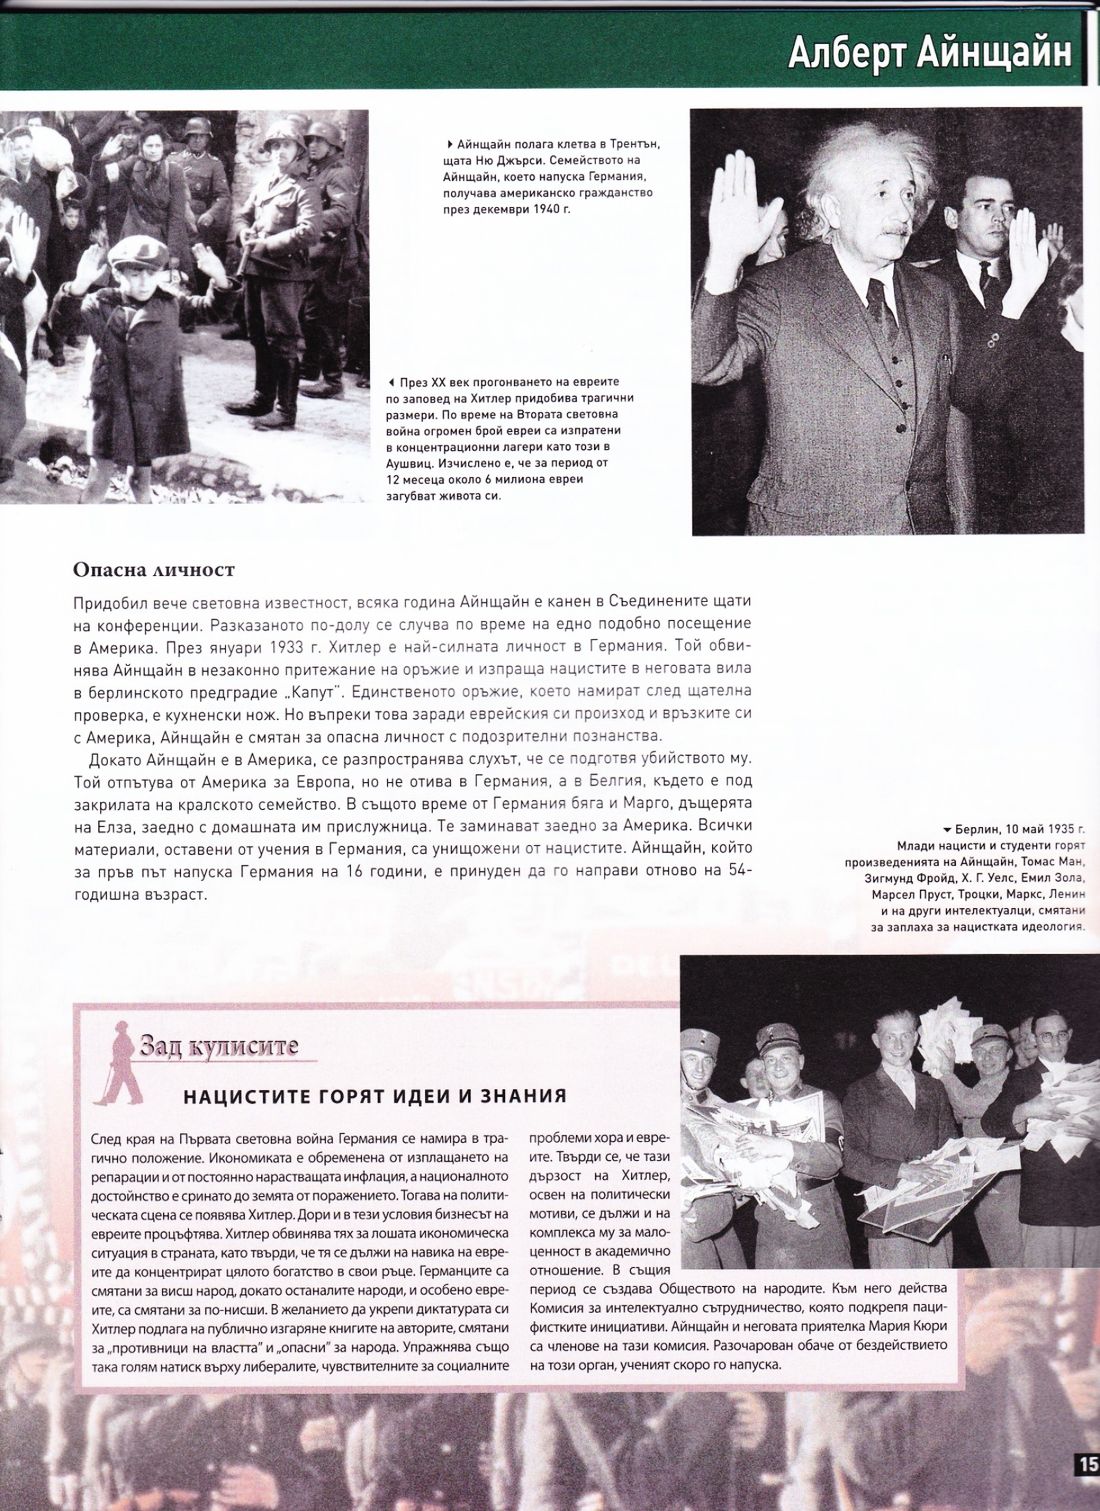 Алберт Айнщайн
Айнщайн полага клетва в Трентън,
щата Ню Джърси. Семейството на
Айнщайн, което напуска Германия,
получава американско гражданство
през декември 1940 г.
През XX век прогонването на евреите
по заповед на Хитлер придобива трагични
размери. По време на Втората световна
война огромен брой евреи са изпратени
в концентрационни лагери като този в
Аушвиц. Изчислено е, че за период от
12 месеца около 6 милиона евреи
загубват живота си.
Опасна личност
Придобил вече световна известност, всяка година Айнщайн е канен в Съединените щати
на конференции. Разказаното по-долу се случва по време на едно подобно посещение
в Америка. През януари 1933 г. Хитлер е най-силната личност в Германия. Той обви-
нява Айнщайн в незаконно притежание на оръжие и изпраща нацистите в неговата вила
в берлинското предградие „Капут“. Единственото оръжие, което намират след щателна
проверка, е кухненски нож. Но въпреки това заради еврейския си произход и връзките си
с Америка, Айнщайн е смятан за опасна личност с подозрителни познанства.
Докато Айнщайн е в Америка, се разпространява слухът, че се подготвя убийството му.
Той отпътува от Америка за Европа, но не отива в Германия, а в Белгия, където е под
закрилата на кралското семейство. В същото време от Германия бяга и Марго, дъщерята
на Елза, заедно с домашната им прислужница. Те заминават заедно за Америка. Всички
материали, оставени от учения в Германия, са унищожени от нацистите. Айнщайн, който
за пръв път напуска Германия на 16 години, е принуден да го направи отново на 54-
годишна възраст.
Берлин, 10 май 1935 г.
Млади нацисти и студенти горят
произведенията на Айнщайн, Томас Ман,
Зигмунд Фройд, Х. Г. Уелс, Емил Зола,
Марсел Пруст, Троцки, Маркс, Ленин
и на други интелектуалци, смятани
за заплаха за нацистката идеология.
Зад кулисите
НАЦИСТИТЕ ГОРЯТ ИДЕИ И ЗНАНИЯ
След края на Първата световна война Германия се намира в тра-
гично положение. Икономиката е обременена от изплащането на
репарации и от постоянно нарастващата инфлация, а националното
достойнство е сринато до земята от поражението. Тогава на полити-
ческата сцена се появява Хитлер. Дори и в тези условия бизнесът на
евреите процъфтява. Хитлер обвинява тях за лошата икономическа
ситуация в страната, като твърди, че тя се дължи на навика на евре-
ите да концентрират цялото богатство в свои ръце. Германците са
смятани за висш народ, докато останалите народи, и особено евре-
ите, са смятани за по-нисши. В желанието да укрепи диктатурата си
Хитлер подлага на публично изгаряне книгите на авторите, смятани
за „противници на властта“ и „опасни“ за народа. Упражнява също
така голям натиск върху либералите, чувствителните за социалните
проблеми хора и евре-
ите. Твърди се, че тази
дързост на Хитлер,
освен на политически
мотиви, се дължи и на
комплекса му за мало-
ценност в академично
отношение. В същия
период се създава Обществото на народите. Към него действа
Комисия за интелектуално сътрудничество, която подкрепя паци-
фистките инициативи. Айнщайн и неговата приятелка Мария Кюри
са членове на тази комисия. Разочарован обаче от бездействието
на този орган, ученият скоро го напуска.
15